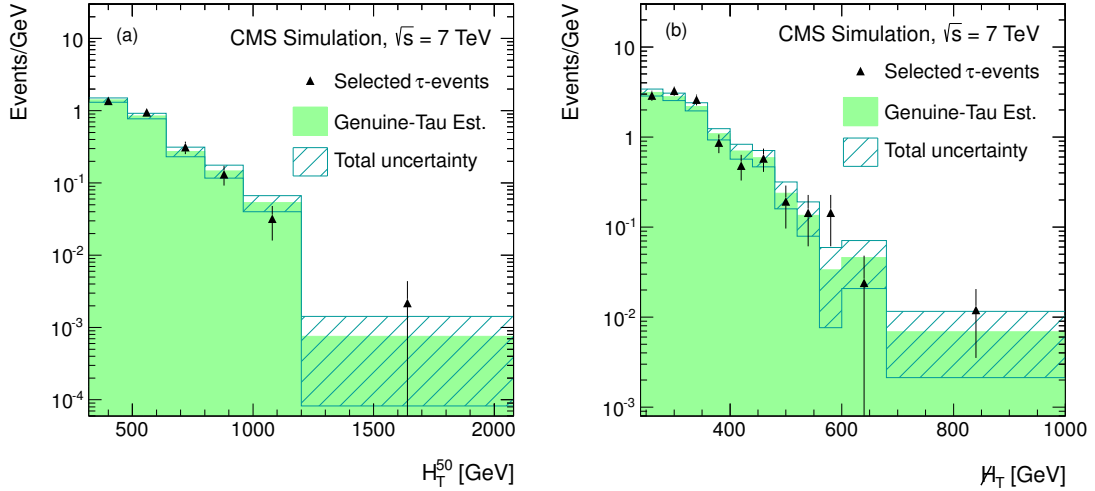 (a)
CMS Simulation, √s = 7 TeV
Selected τ-events
Genuine-Tau Est.
Total uncertainty
Events/GeV
10
1
10⁻¹
10⁻²
10⁻³
10⁻⁴
500 1000 1500 2000
H_T^50 [GeV]
(b)
CMS Simulation, √s = 7 TeV
Selected τ-events
Genuine-Tau Est.
Total uncertainty
Events/GeV
10
1
10⁻¹
10⁻²
10⁻³
400 600 800 1000
H̸_T [GeV]